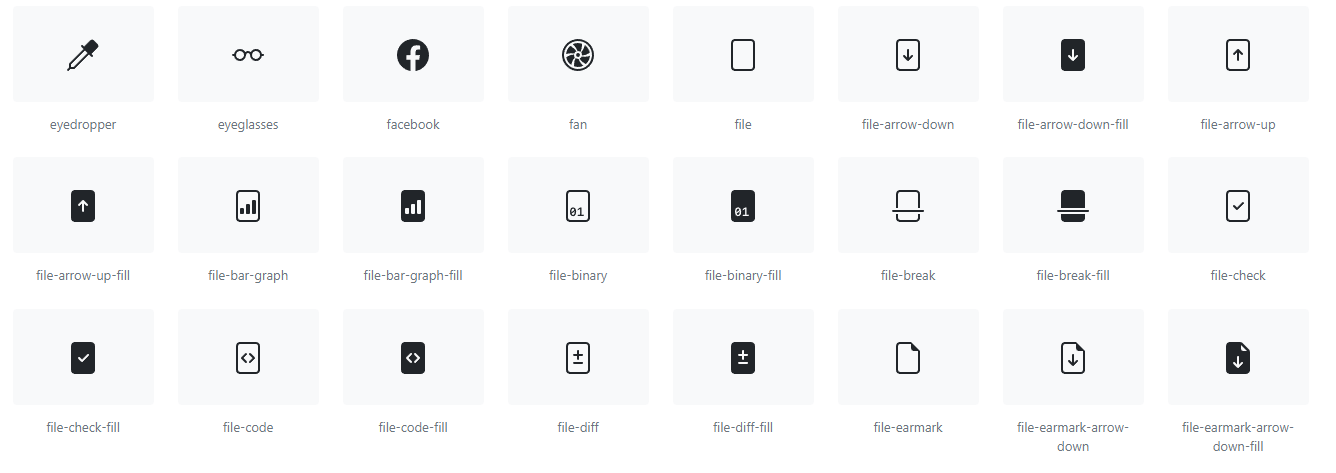 eyedropper
eyeglasses
facebook
fan
file
file-arrow-down
file-arrow-down-fill
file-arrow-up
01
01
file-arrow-up-fill
file-bar-graph
file-bar-graph-fill
file-binary
file-binary-fill
file-break
file-break-fill
file-check
file-check-fill
file-code
file-code-fill
file-diff
file-diff-fill
file-earmark
file-earmark-arrow-
down
file-earmark-arrow-
down-fill